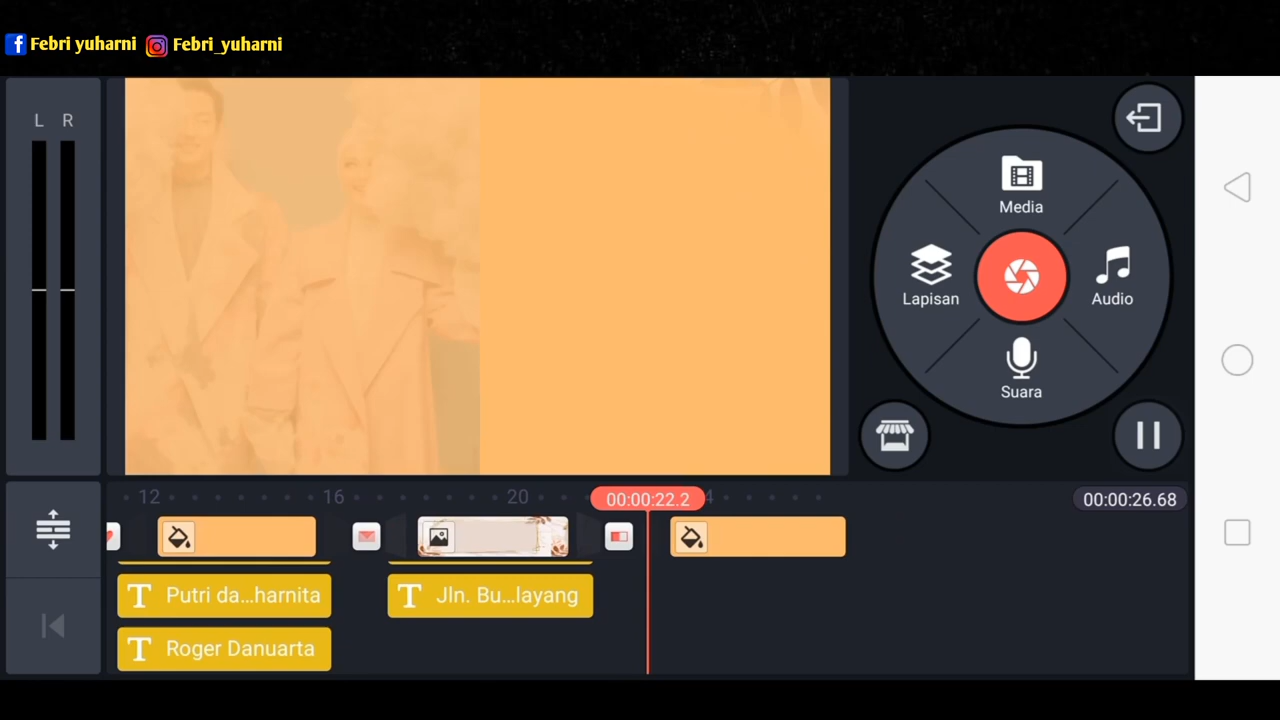 Febri yuharni Febri_yuharni
L R
Media
Lapisan
Audio
Suara
12 16 20 4
00:00:22.2
00:00:26.68
Putri da...harnita
Jln. Bu...layang
Roger Danuarta